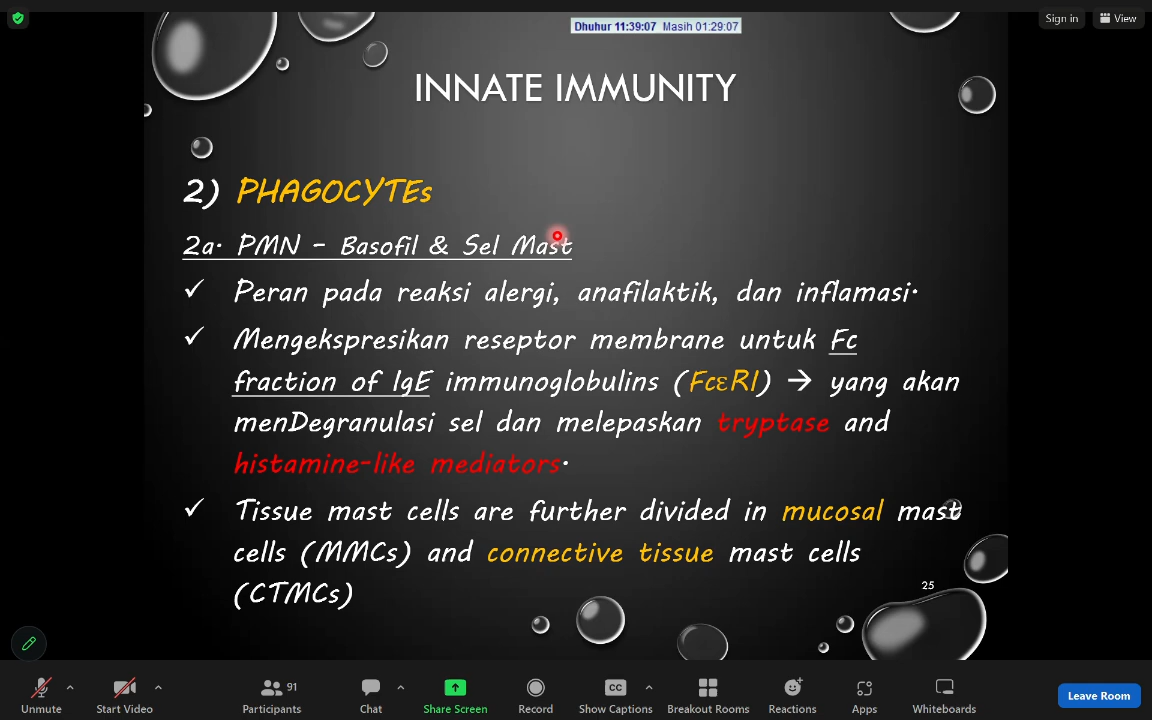 Dhuhur 11:39:07 Masih 01:29:07
Sign in
View
INNATE IMMUNITY
2) PHAGOCYTEs
2a. PMN - Basofil & Sel Mast
✓ Peran pada reaksi alergi, anafilaktik, dan inflamasi.
✓ Mengekspresikan reseptor membrane untuk Fc
fraction of IgE immunoglobulins (FcεRI) → yang akan
menDegranulasi sel dan melepaskan tryptase and
histamine-like mediators.
✓ Tissue mast cells are further divided in mucosal mast
cells (MMCs) and connective tissue mast cells
(CTMCs)
25
91
CC
Unmute
Start Video
Participants
Chat
Share Screen
Record
Show Captions
Breakout Rooms
Reactions
Apps
Whiteboards
Leave Room